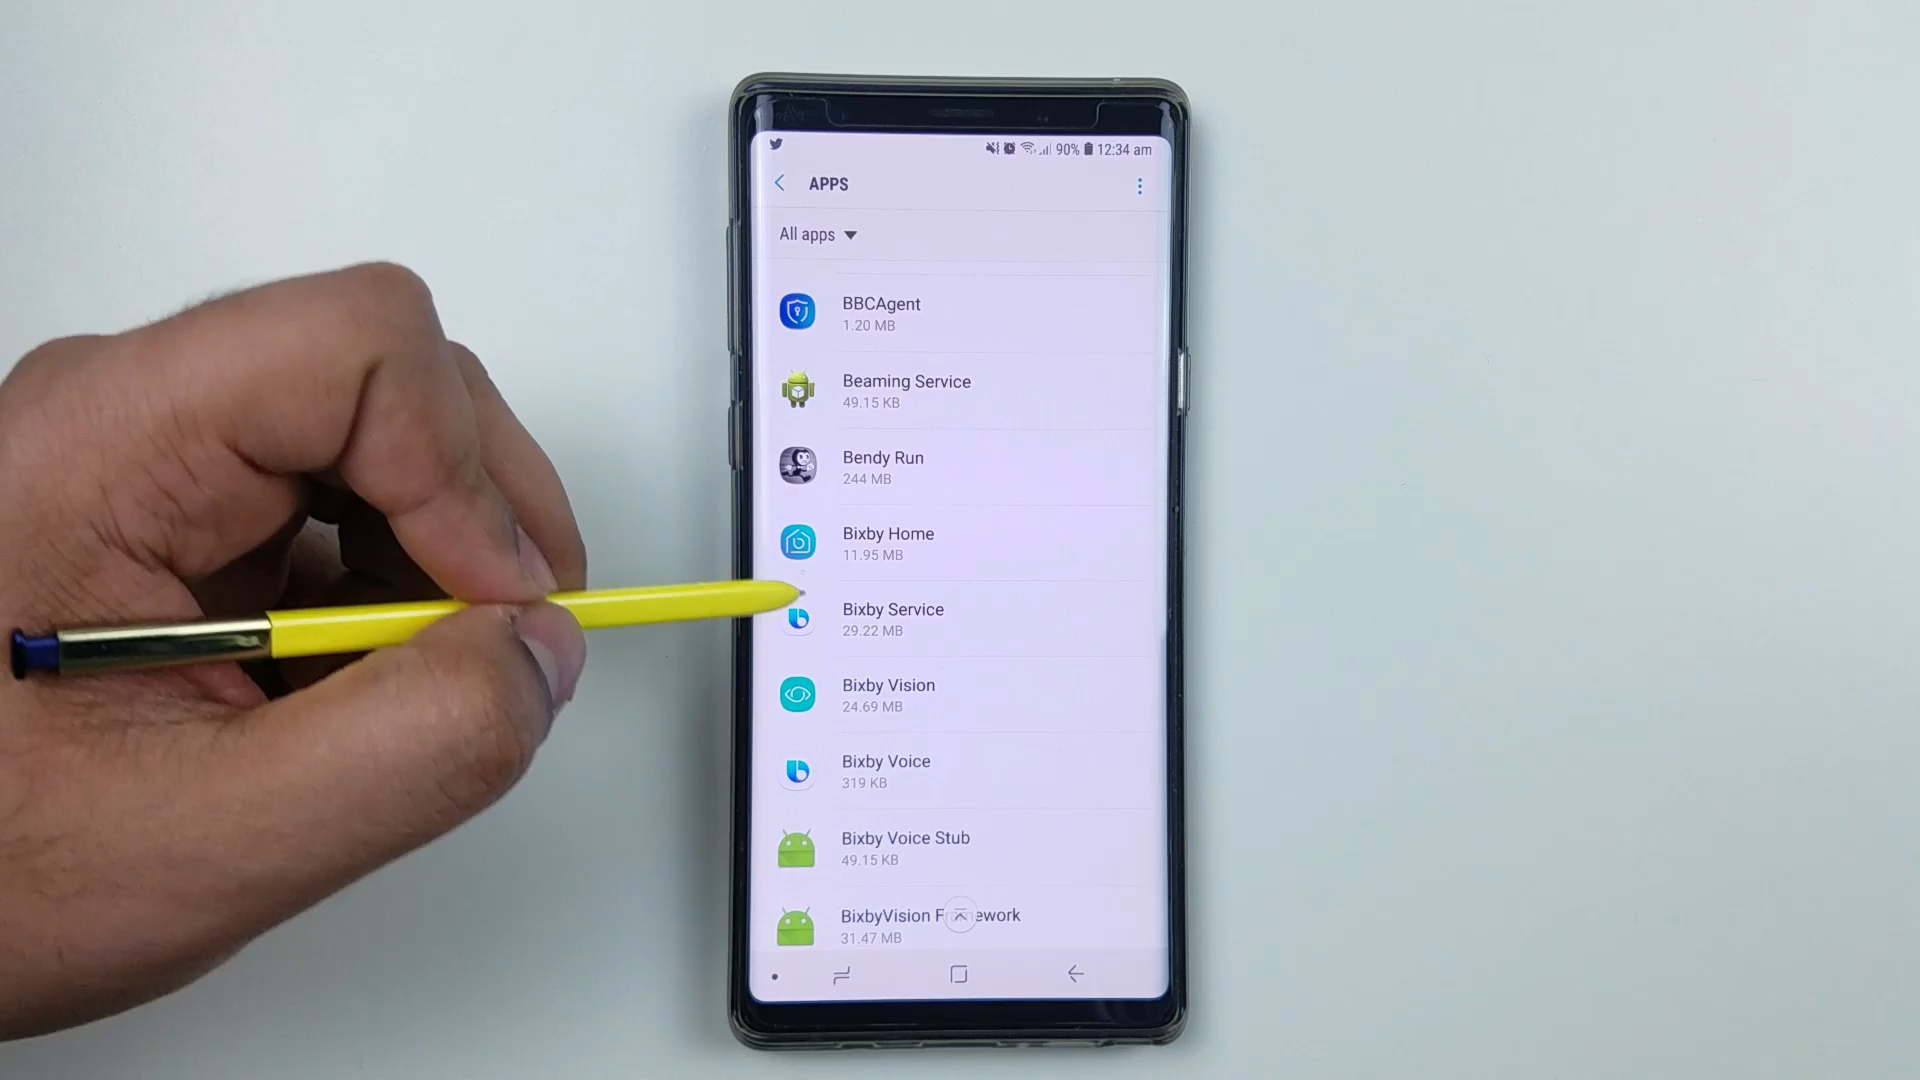 90% 12:34 am
APPS
All apps
BBCAgent
1.20 MB
Beaming Service
49.15 KB
Bendy Run
244 MB
Bixby Home
11.95 MB
Bixby Service
29.22 MB
Bixby Vision
24.69 MB
Bixby Voice
319 KB
Bixby Voice Stub
49.15 KB
BixbyVision Framework
31.47 MB